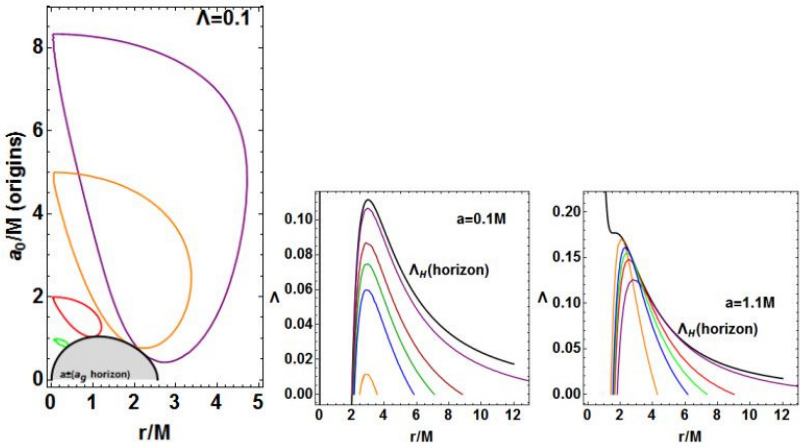 Λ=0.1
a₀/M (origins)
8
6
4
2
0
a±(a_g horizon)
0 1 2 3 4 5
r/M
Λ
0.10
0.08
0.06
0.04
0.02
0.00
a=0.1M
Λ_H(horizon)
0 2 4 6 8 10 12
r/M
Λ
0.20
0.15
0.10
0.05
0.00
a=1.1M
Λ_H(horizon)
0 2 4 6 8 10 12
r/M